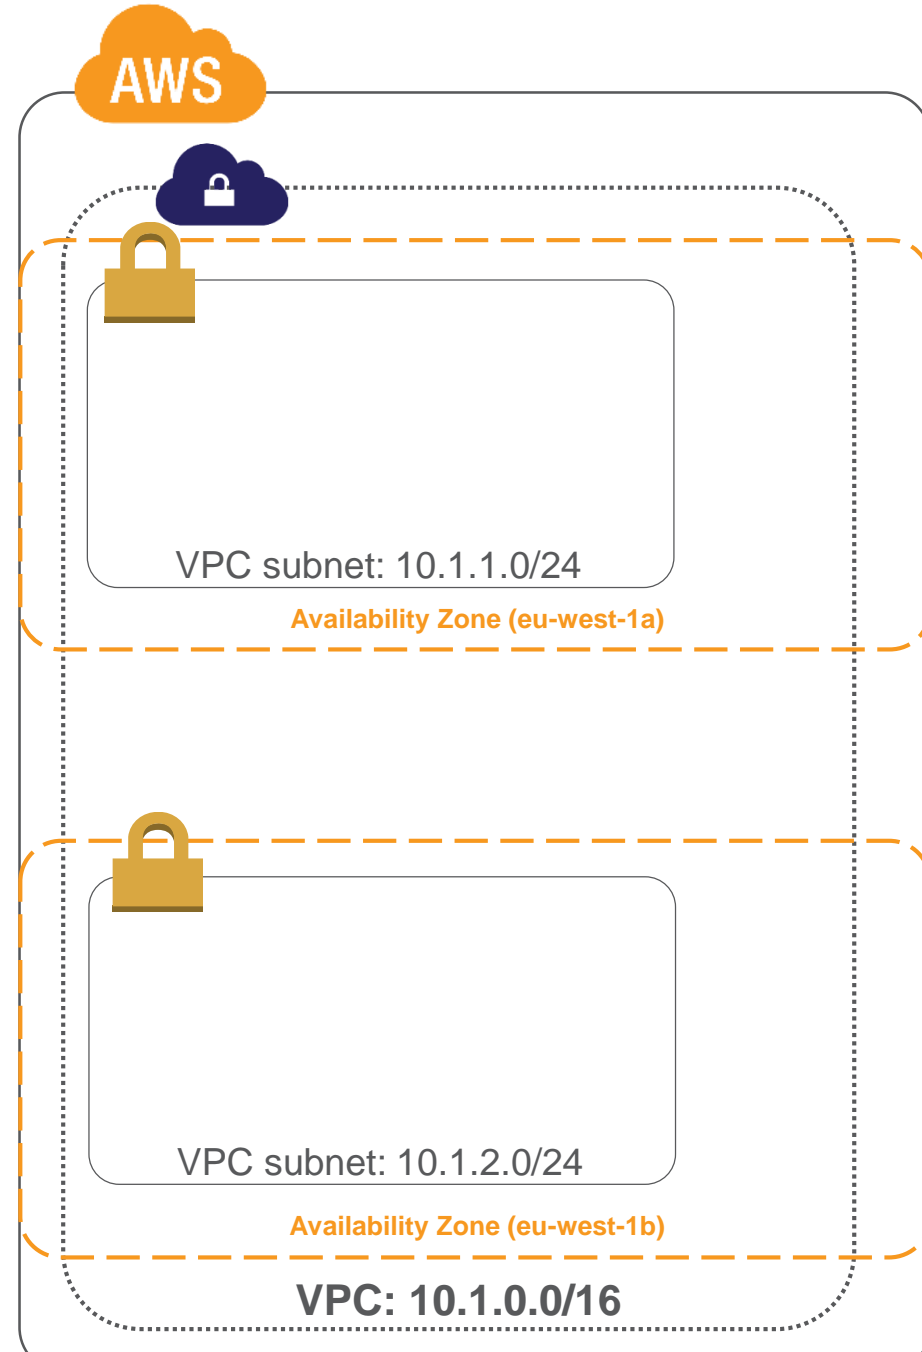 AWS
VPC subnet: 10.1.1.0/24
Availability Zone (eu-west-1a)
VPC subnet: 10.1.2.0/24
Availability Zone (eu-west-1b)
VPC: 10.1.0.0/16